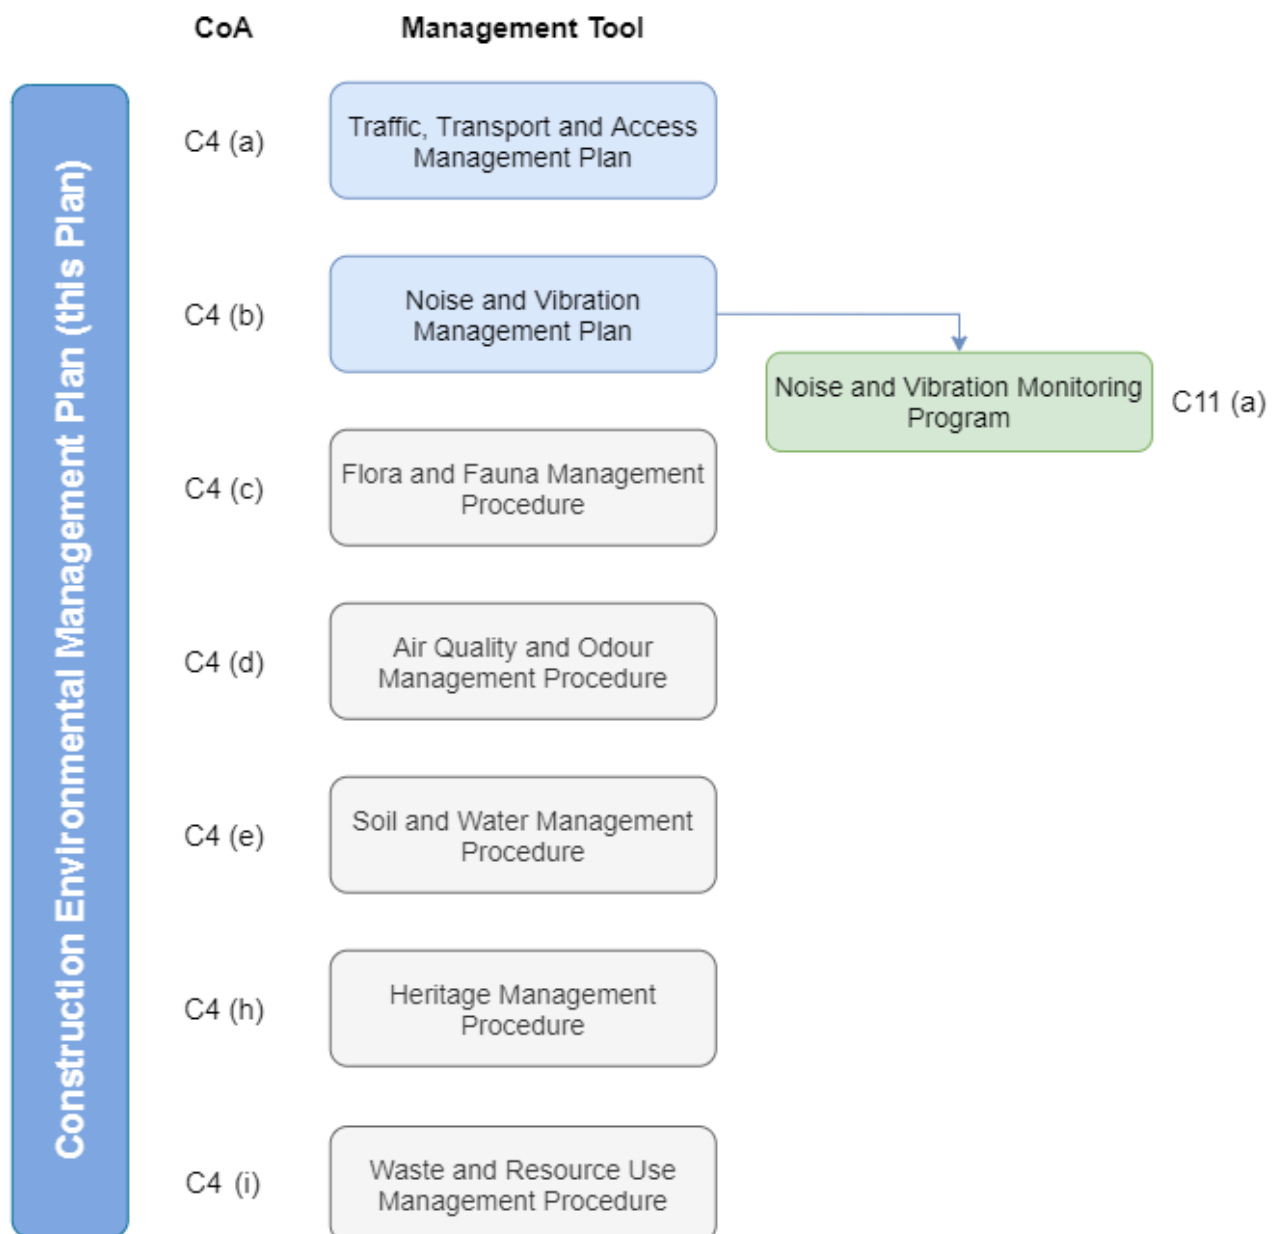 CoA
Management Tool
Construction Environmental Management Plan (this Plan)
C4 (a)
Traffic, Transport and Access
Management Plan
C4 (b)
Noise and Vibration
Management Plan
Noise and Vibration Monitoring
Program
C11 (a)
C4 (c)
Flora and Fauna Management
Procedure
C4 (d)
Air Quality and Odour
Management Procedure
C4 (e)
Soil and Water Management
Procedure
C4 (h)
Heritage Management
Procedure
C4 (i)
Waste and Resource Use
Management Procedure